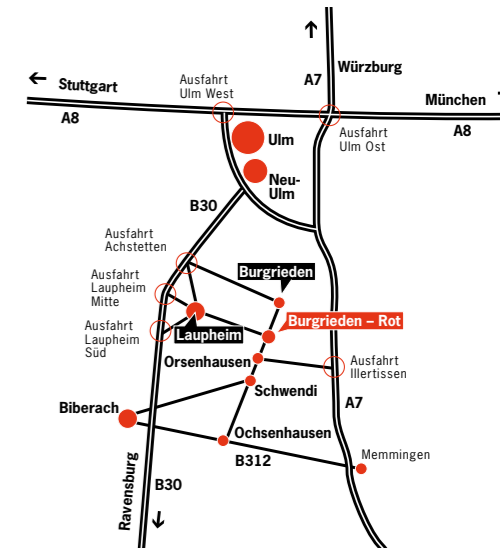 Würzburg
A7
Stuttgart
Ausfahrt
Ulm West
München
A8
Ausfahrt
Ulm Ost
A8
Ulm
Neu-
Ulm
B30
Ausfahrt
Achstetten
Ausfahrt
Laupheim
Mitte
Burgrieden
Burgrieden – Rot
Ausfahrt
Laupheim
Süd
Laupheim
Orsenhausen
Ausfahrt
Illertissen
Schwendi
A7
Biberach
Ochsenhausen
Memmingen
B312
Ravensburg
B30